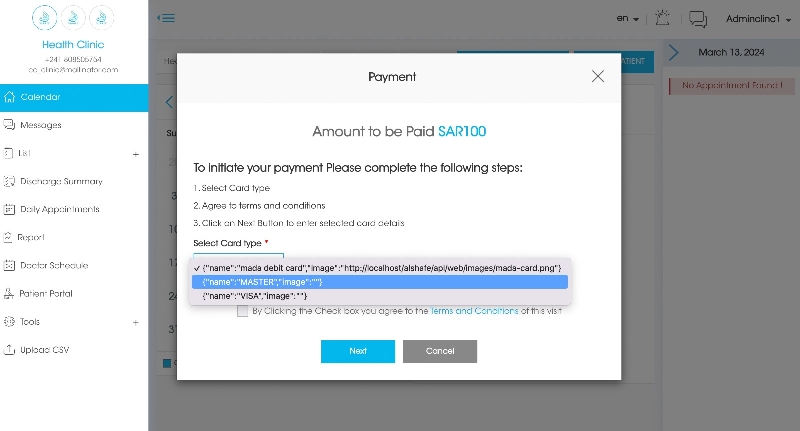 Health Clinic
+241 608505754
cc_clinic@mailinator.com
Calendar
Messages
List
+
Discharge Summary
Daily Appointments
Report
Doctor Schedule
Patient Portal
Tools
+
Upload CSV
en
Adminclinc1
March 13, 2024
No Appointment Found !
Payment
Amount to be Paid SAR100
To initiate your payment Please complete the following steps:
1. Select Card type
2. Agree to terms and conditions
3. Click on Next Button to enter selected card details
Select Card type *
✓ {"name":"mada debit card","image":"http://localhost/alshafe/api/web/images/mada-card.png"}
{"name":"MASTER","image":""}
{"name":"VISA","image":""}
By Clicking the Check box you agree to the Terms and Conditions of this visit
Next
Cancel